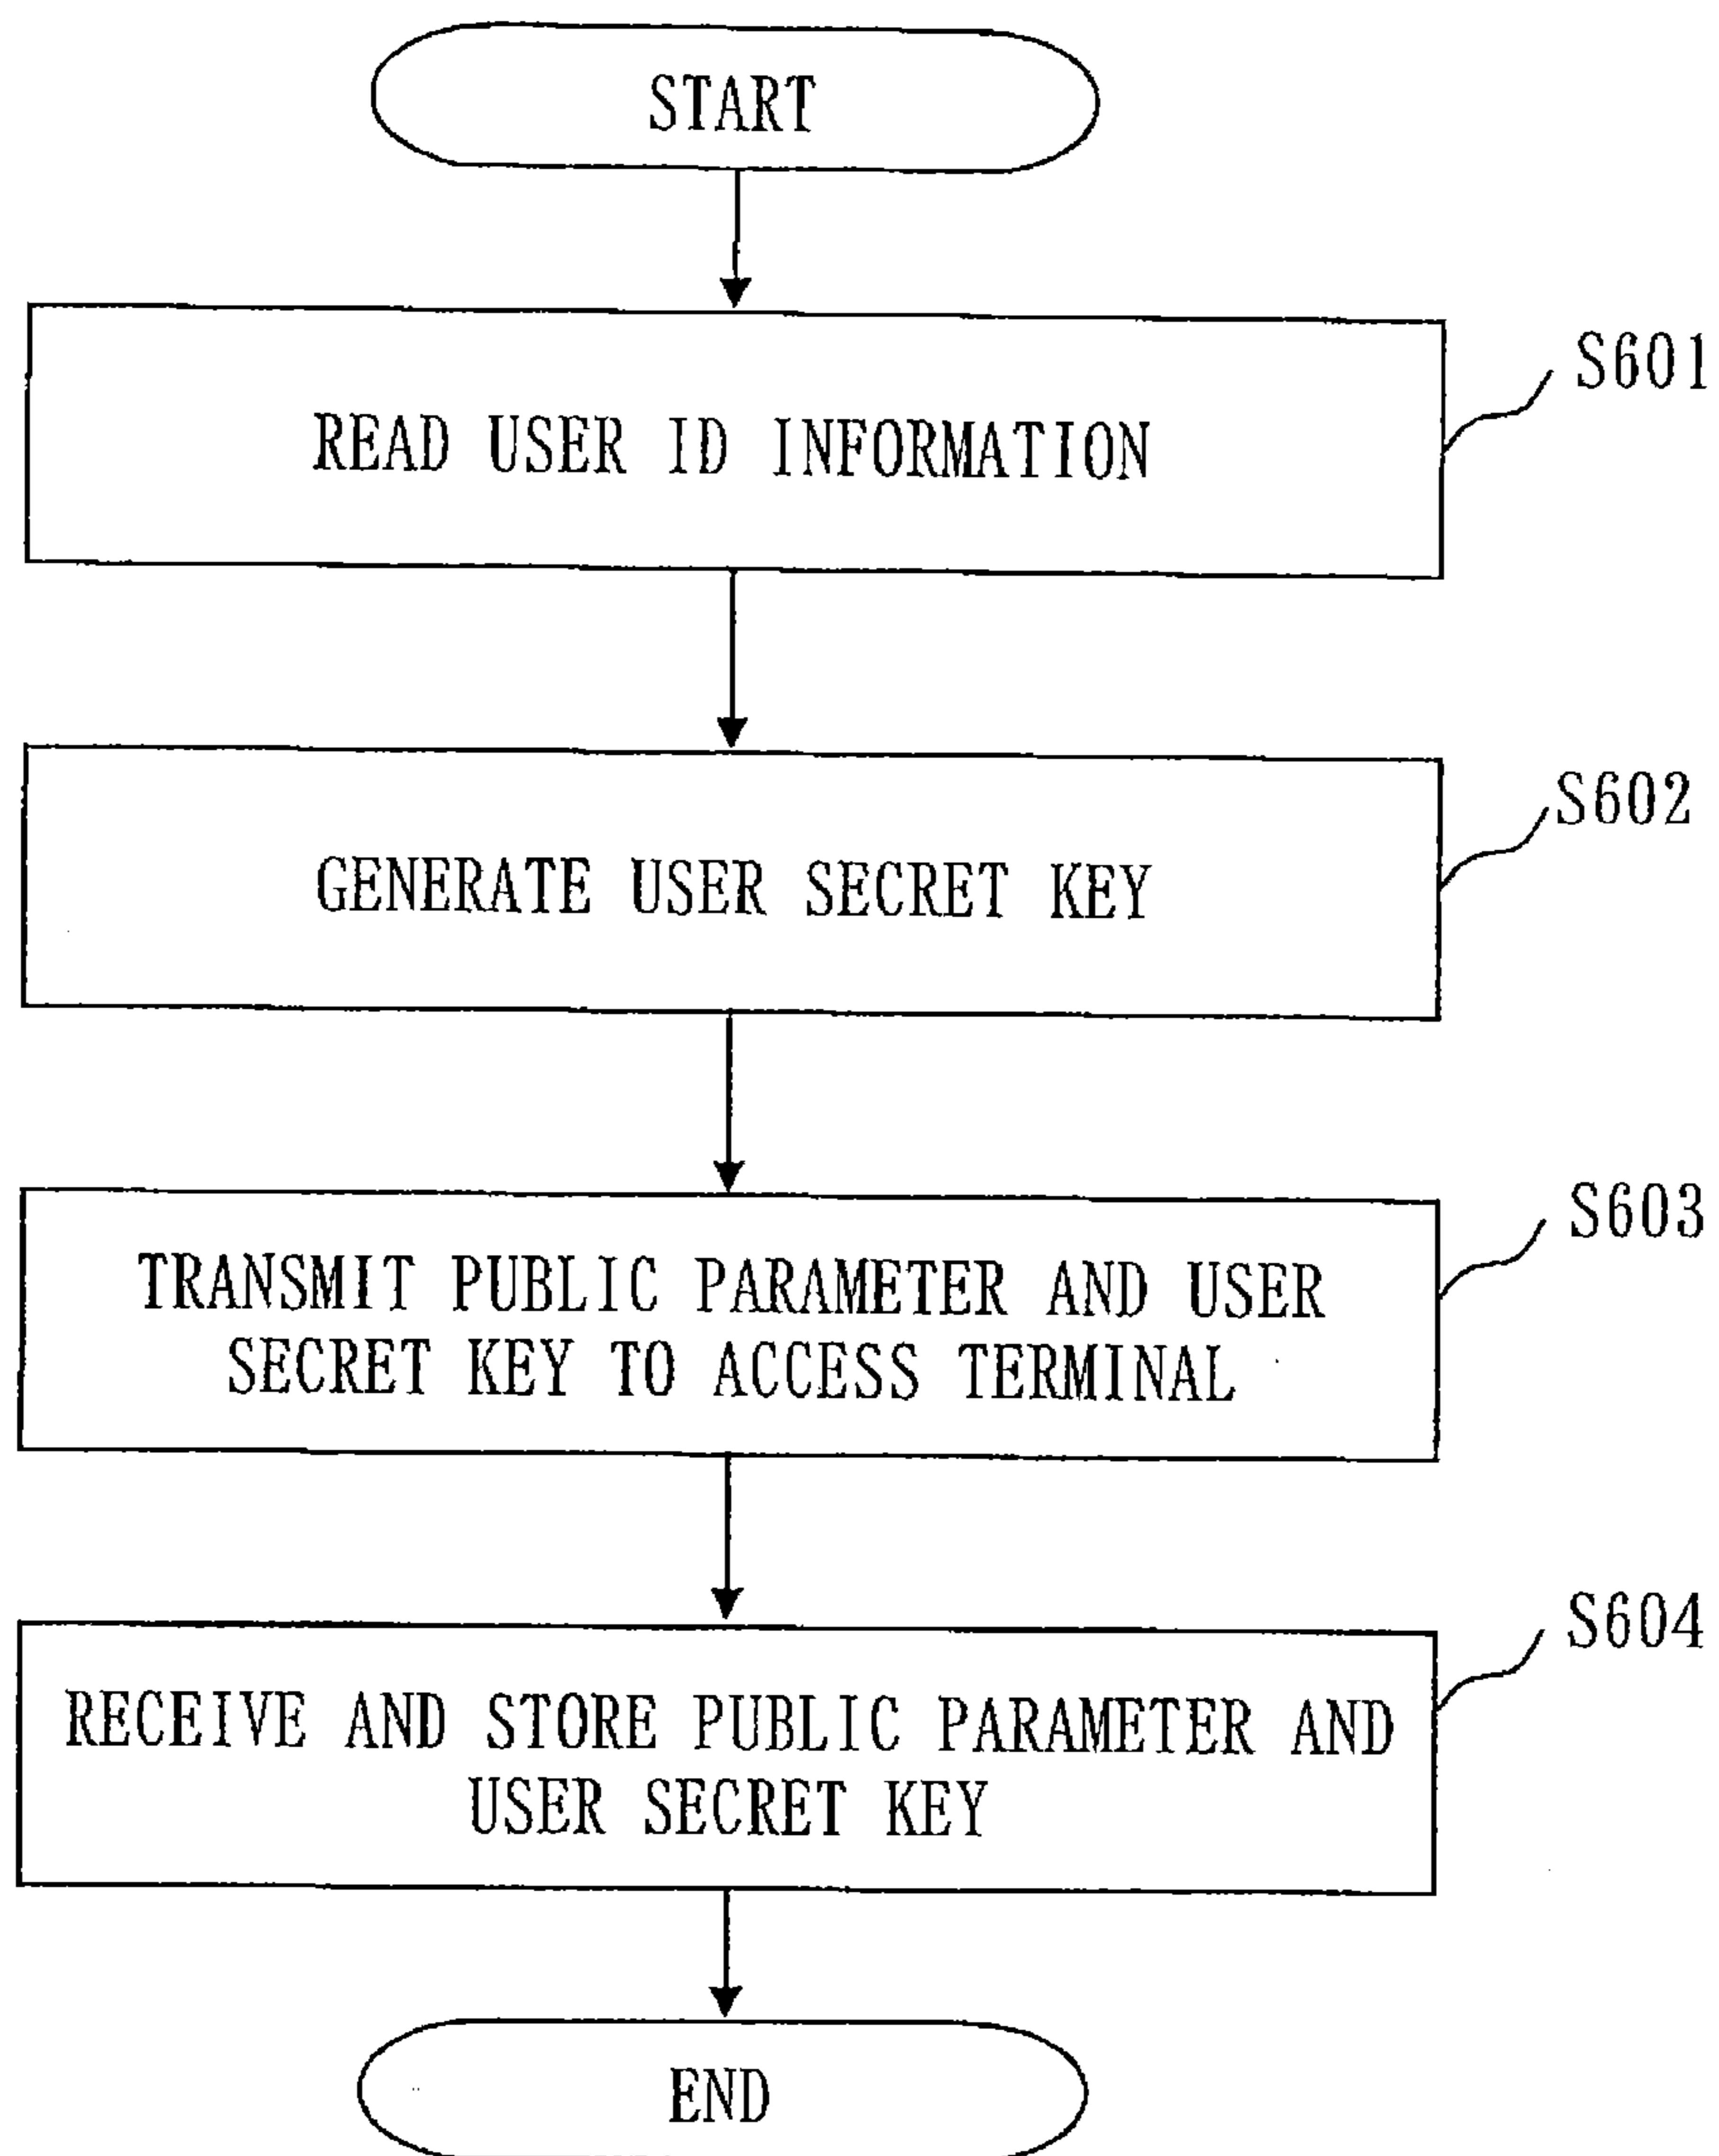 START
READ USER ID INFORMATION
S601
GENERATE USER SECRET KEY
S602
TRANSMIT PUBLIC PARAMETER AND USER
SECRET KEY TO ACCESS TERMINAL
S603
RECEIVE AND STORE PUBLIC PARAMETER AND
USER SECRET KEY
S604
END